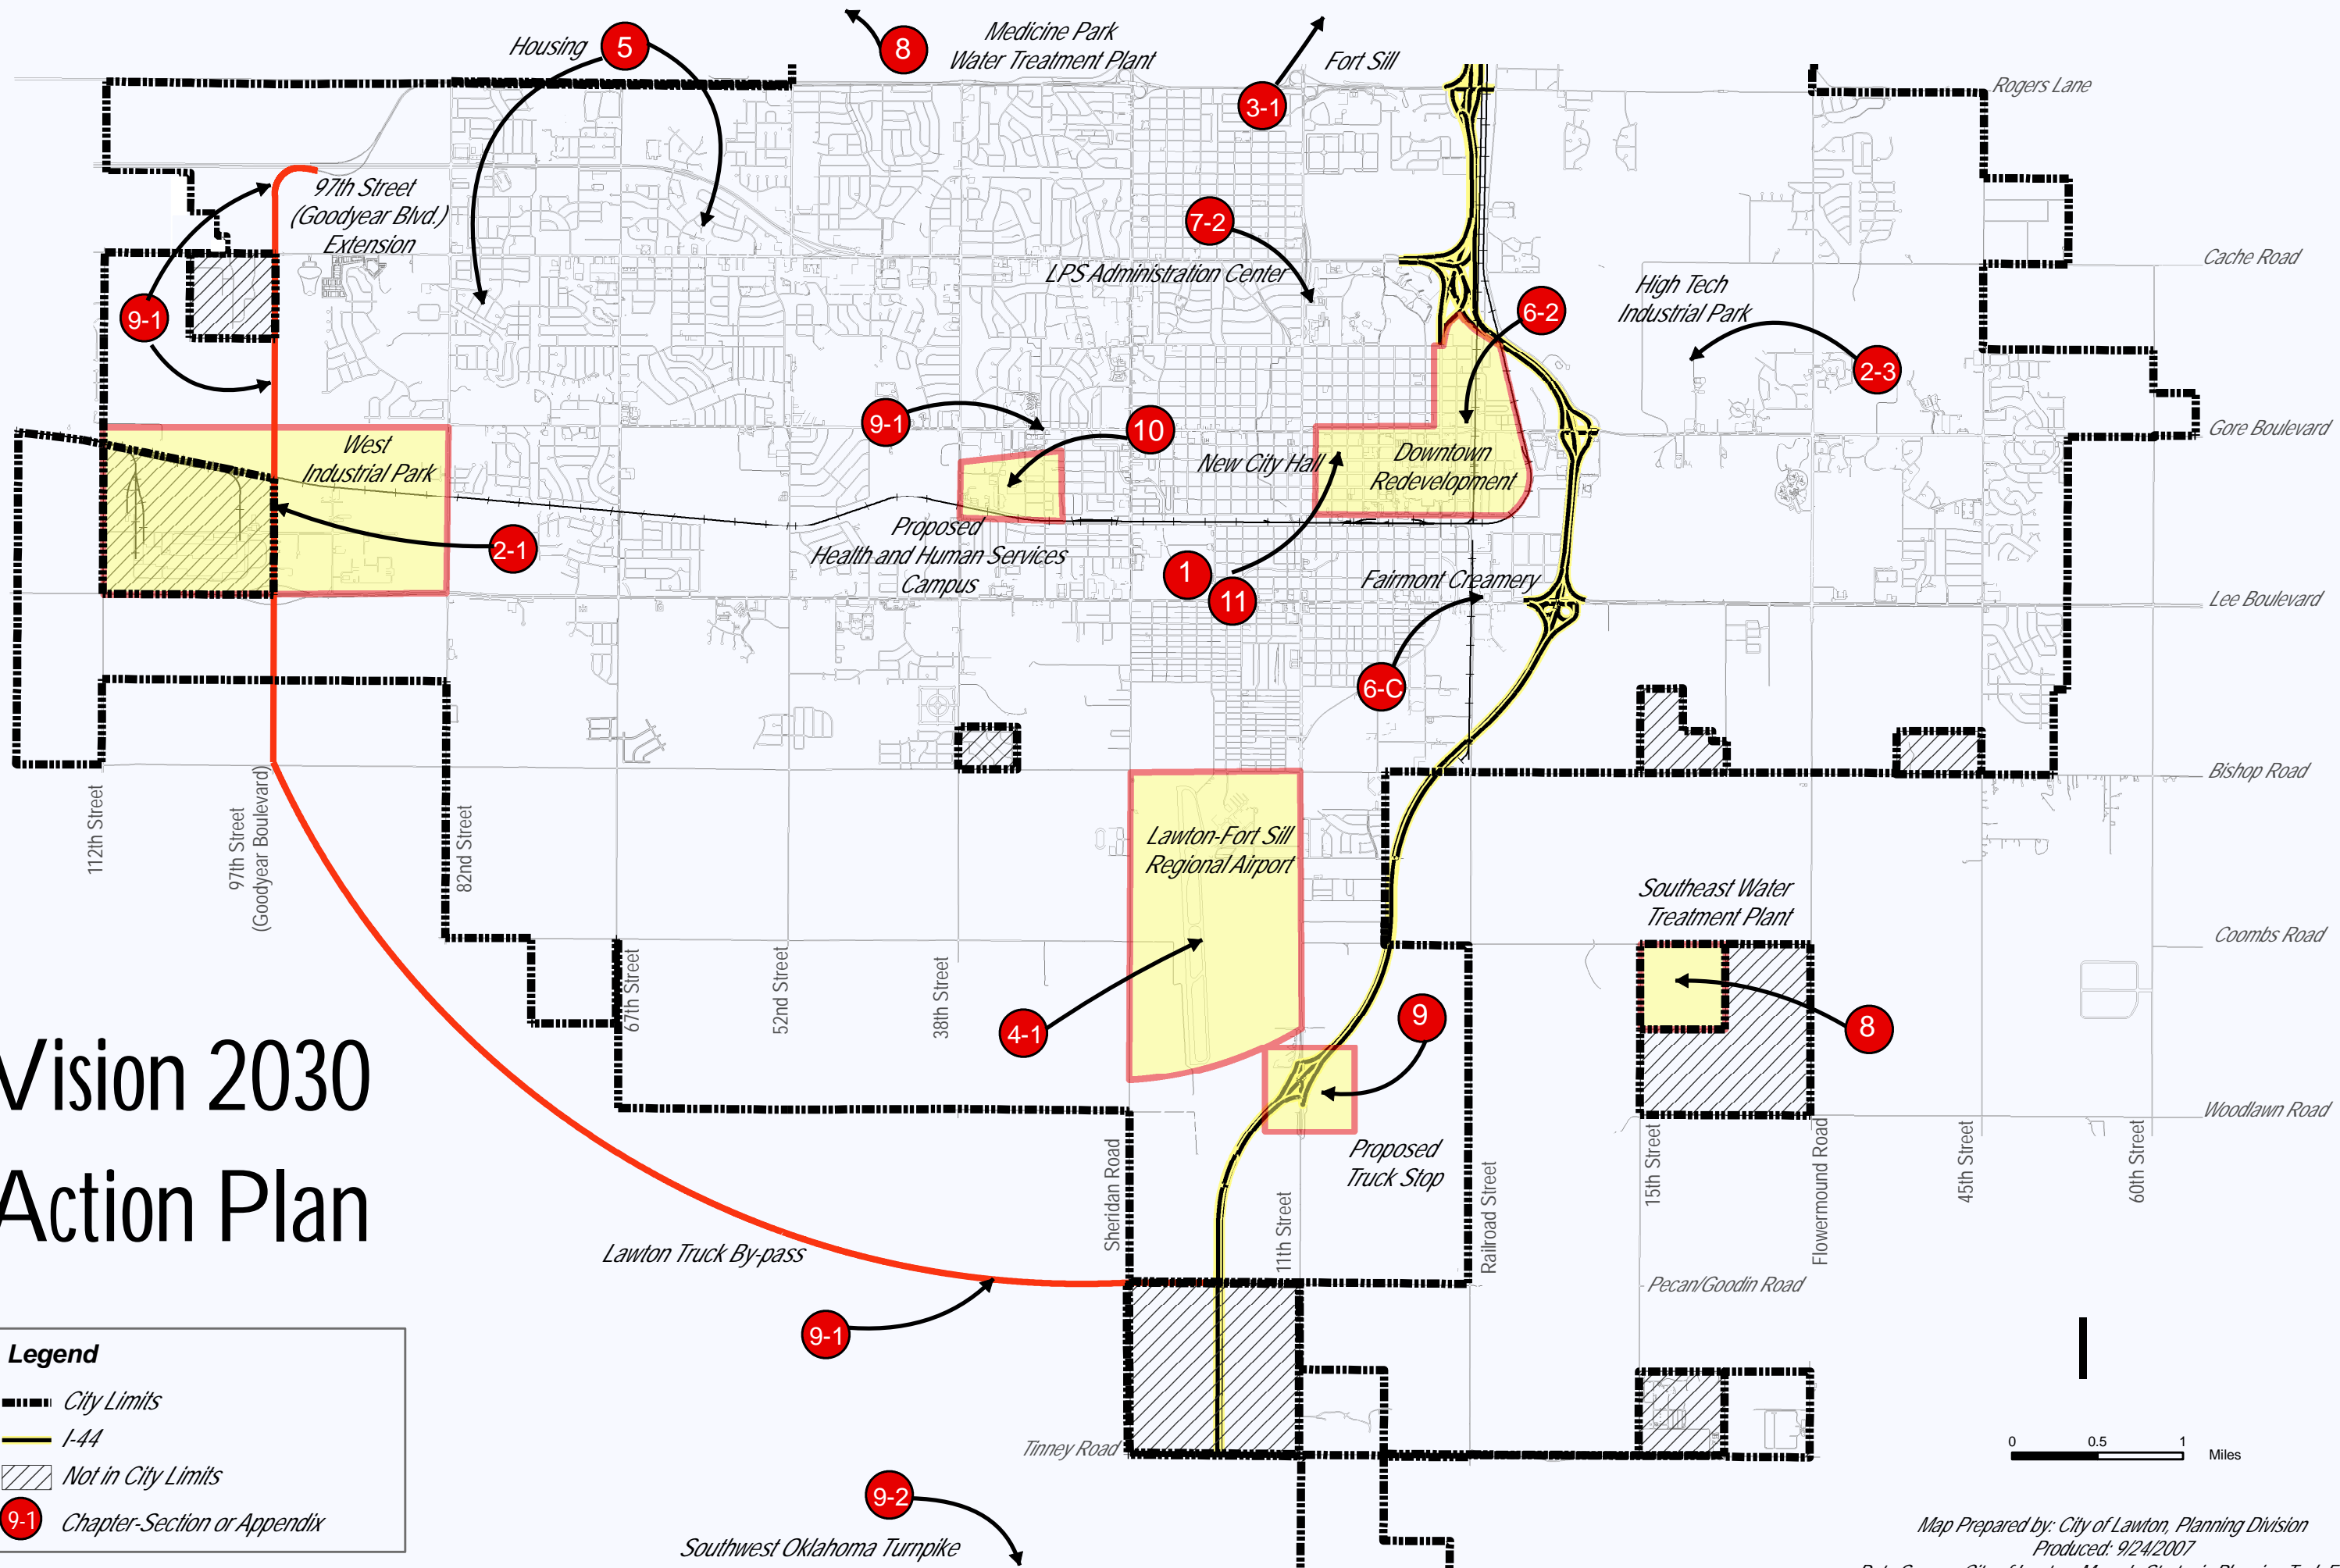 Housing
5
8
Medicine Park
Water Treatment Plant
Fort Sill
3-1
Rogers Lane
97th Street
(Goodyear Blvd.)
Extension
7-2
LPS Administration Center
Cache Road
High Tech
Industrial Park
9-1
6-2
2-3
9-1
10
Gore Boulevard
West
Industrial Park
New City Hall
Downtown
Redevelopment
2-1
Proposed
Health and Human Services
Campus
1
11
Fairmont Creamery
Lee Boulevard
6-C
Bishop Road
112th Street
97th Street
(Goodyear Boulevard)
82nd Street
Lawton-Fort Sill
Regional Airport
Southeast Water
Treatment Plant
Coombs Road
67th Street
52nd Street
38th Street
4-1
9
8
Vision 2030
Action Plan
Woodlawn Road
Proposed
Truck Stop
Sheridan Road
11th Street
Railroad Street
15th Street
Flowermound Road
45th Street
60th Street
Lawton Truck By-pass
Pecan/Goodin Road
9-1
Legend
City Limits
I-44
Not in City Limits
9-1 Chapter-Section or Appendix
Tinney Road
0 0.5 1
Miles
9-2
Southwest Oklahoma Turnpike
Map Prepared by: City of Lawton, Planning Division
Produced: 9/24/2007